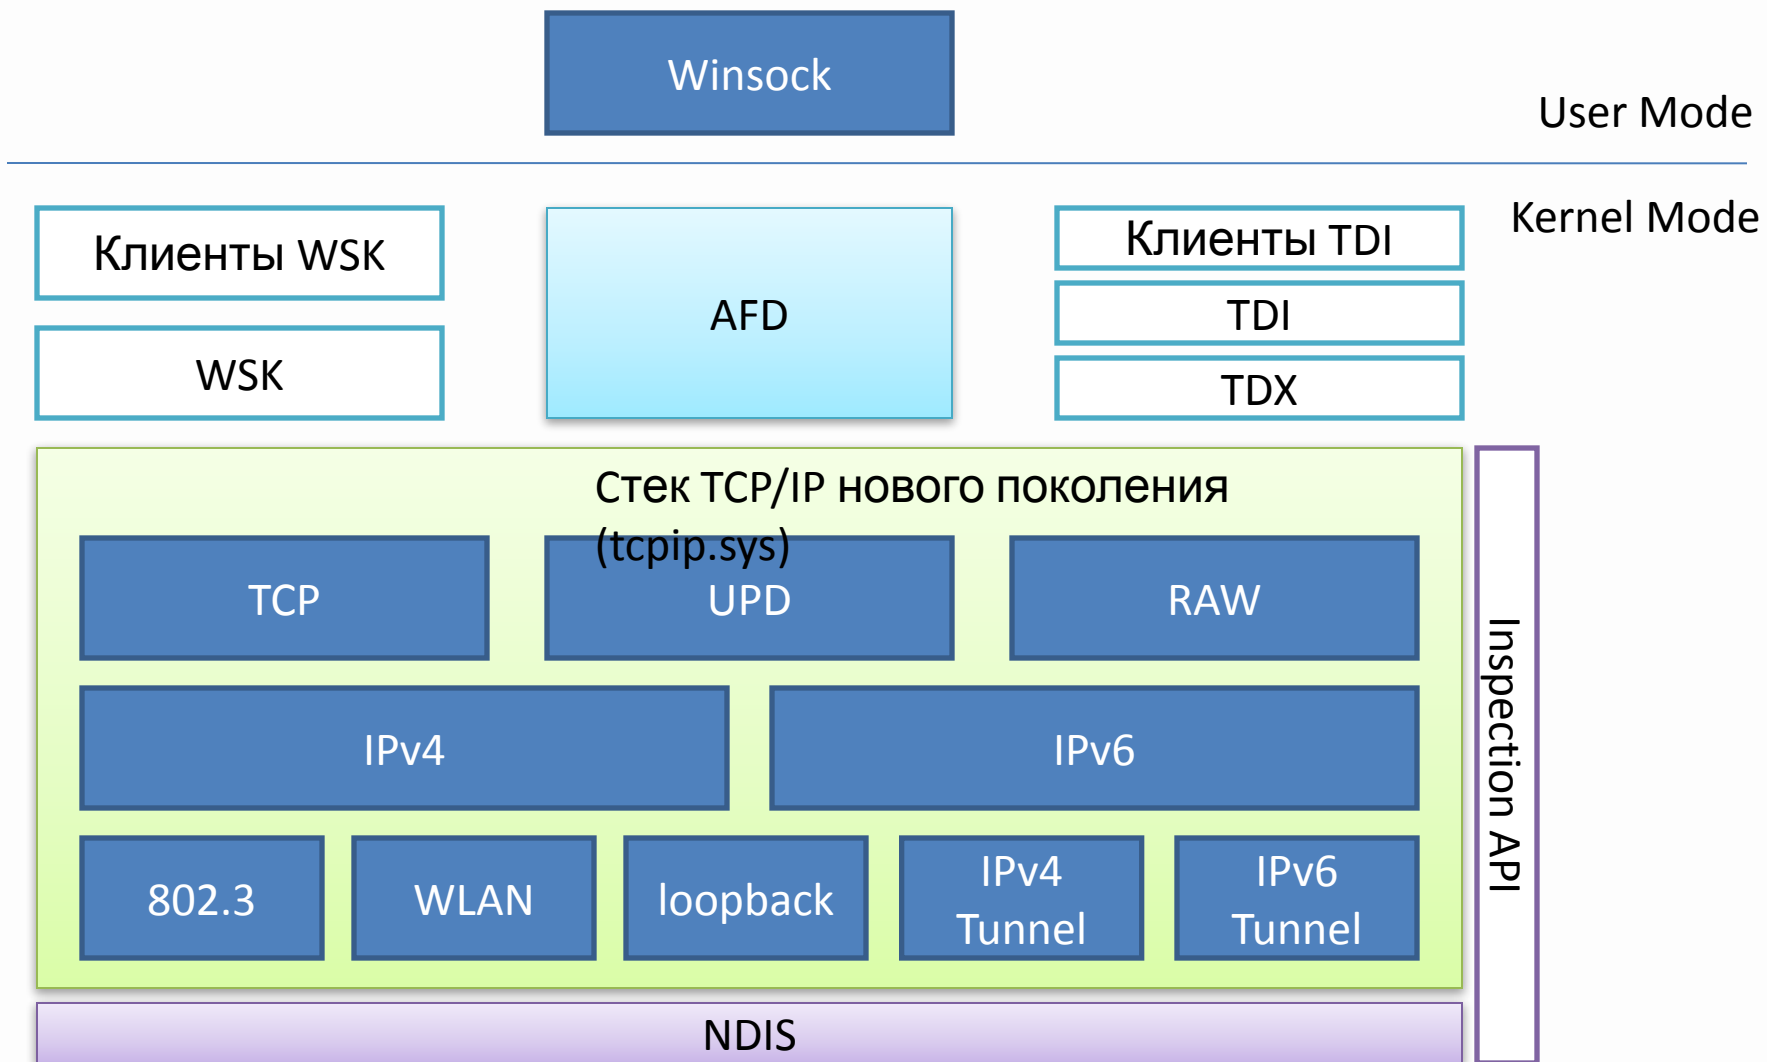 Winsock
User Mode
Kernel Mode
Клиенты WSK
AFD
Клиенты TDI
TDI
WSK
TDX
Стек TCP/IP нового поколения
(tcpip.sys)
TCP
UPD
RAW
IPv4
IPv6
802.3
WLAN
loopback
IPv4
Tunnel
IPv6
Tunnel
Inspection API
NDIS